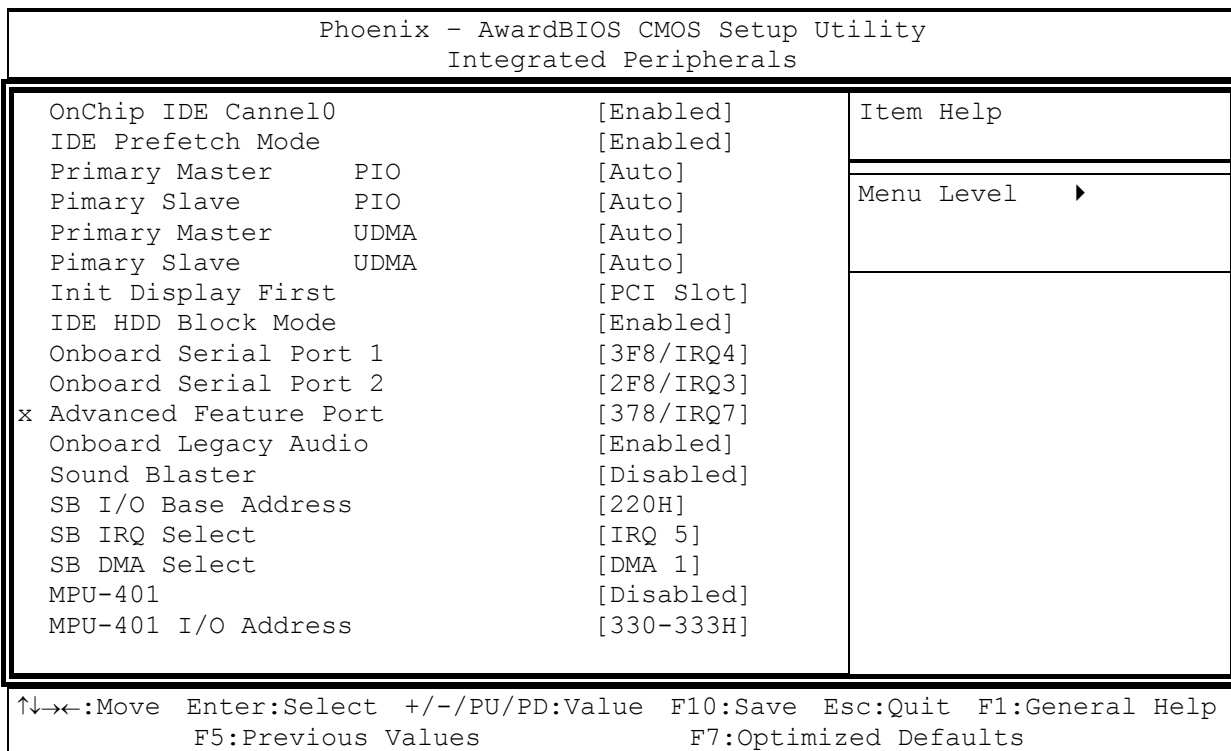 Phoenix – AwardBIOS CMOS Setup Utility
Integrated Peripherals
OnChip IDE Cannel0 [Enabled]
IDE Prefetch Mode [Enabled]
Primary Master PIO [Auto]
Pimary Slave PIO [Auto]
Primary Master UDMA [Auto]
Pimary Slave UDMA [Auto]
Init Display First [PCI Slot]
IDE HDD Block Mode [Enabled]
Onboard Serial Port 1 [3F8/IRQ4]
Onboard Serial Port 2 [2F8/IRQ3]
x Advanced Feature Port [378/IRQ7]
Onboard Legacy Audio [Enabled]
Sound Blaster [Disabled]
SB I/O Base Address [220H]
SB IRQ Select [IRQ 5]
SB DMA Select [DMA 1]
MPU-401 [Disabled]
MPU-401 I/O Address [330-333H]
Item Help
Menu Level ▶
↑↓→←:Move Enter:Select +/-/PU/PD:Value F10:Save Esc:Quit F1:General Help
F5:Previous Values F7:Optimized Defaults